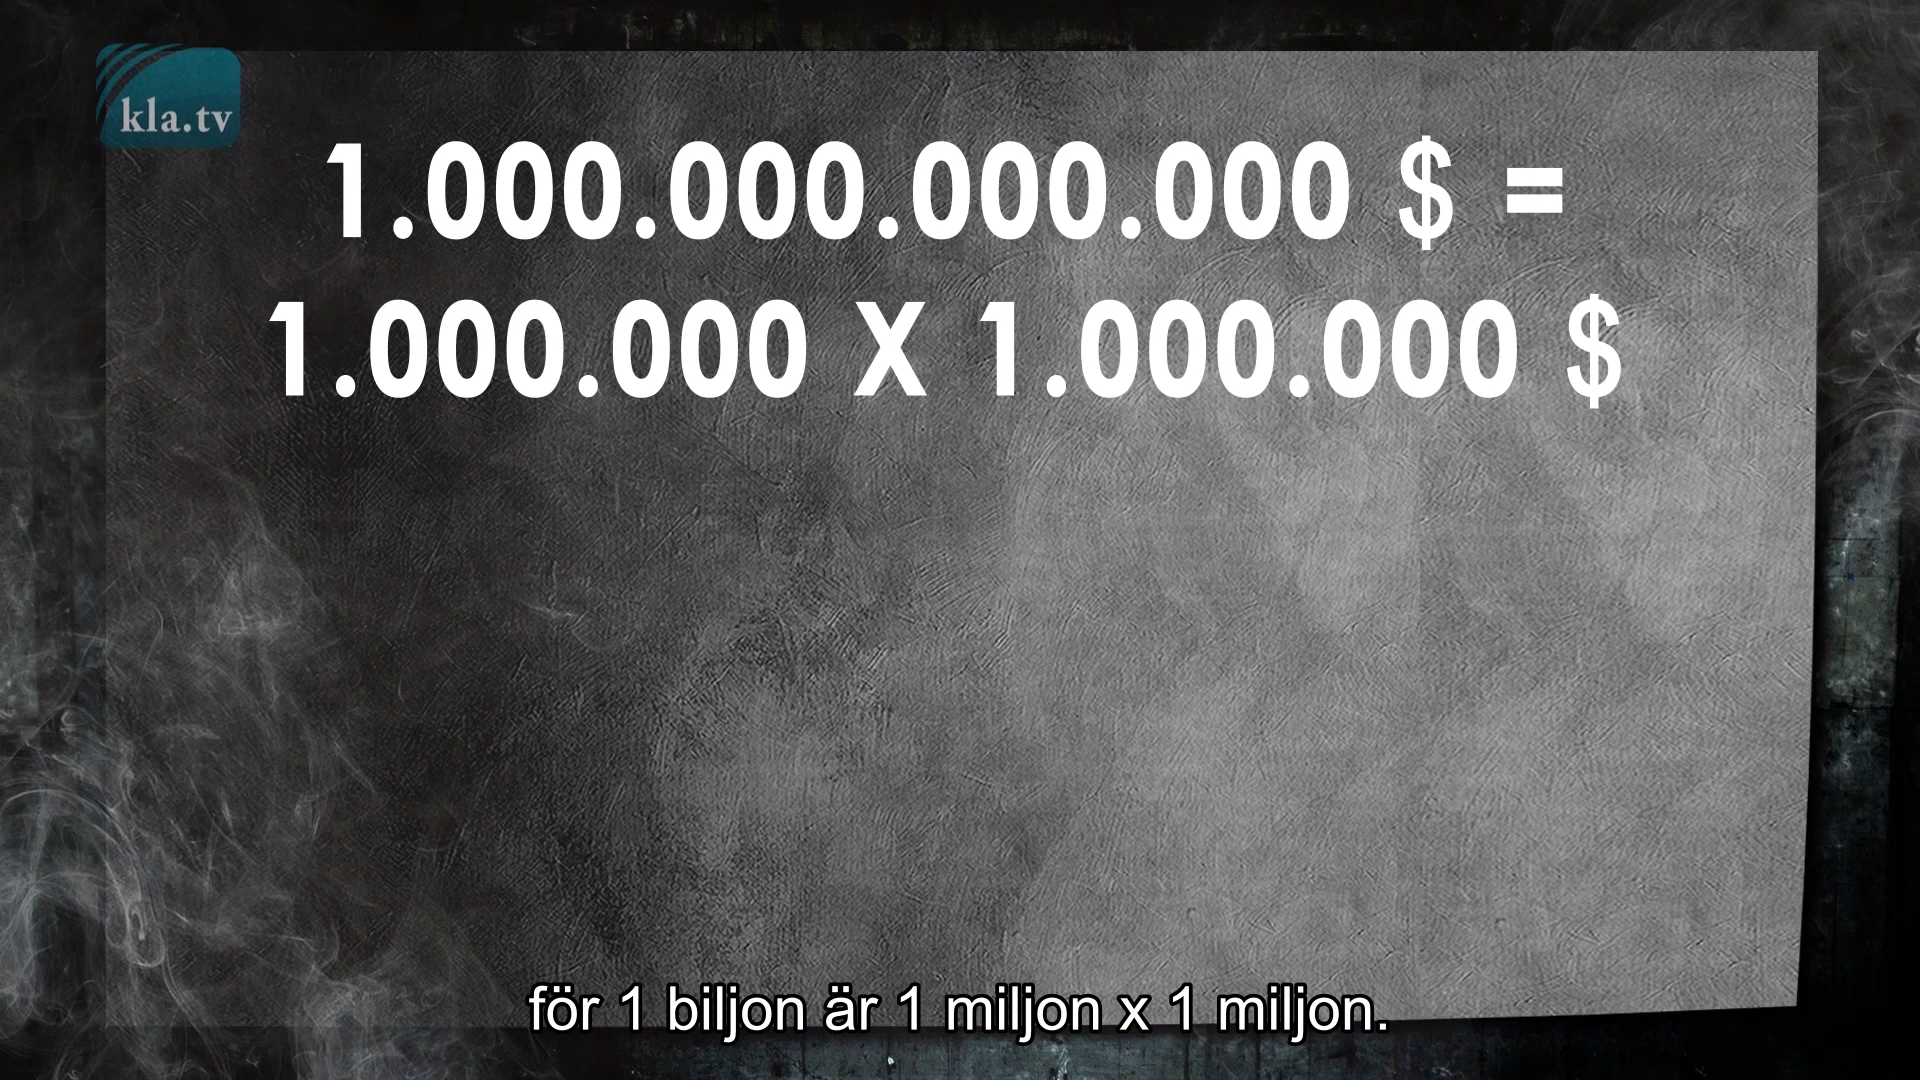 kla.tv
1.000.000.000.000 $ =
1.000.000 X 1.000.000 $
för 1 biljon är 1 miljon x 1 miljon.